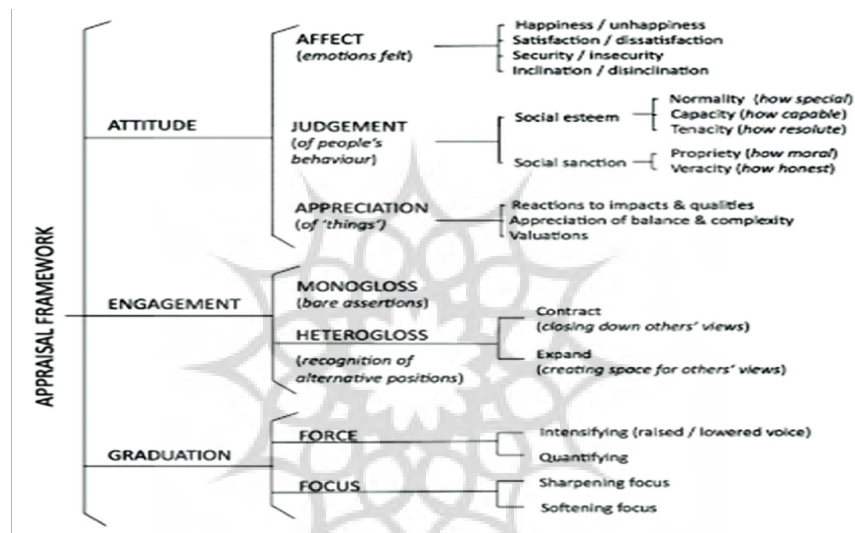 APPRAISAL FRAMEWORK
ATTITUDE
AFFECT
(emotions felt)
Happiness / unhappiness
Satisfaction / dissatisfaction
Security / insecurity
Inclination / disinclination
JUDGEMENT
(of people's
behaviour)
Social esteem
Normality (how special)
Capacity (how capable)
Tenacity (how resolute)
Social sanction
Propriety (how moral)
Veracity (how honest)
APPRECIATION
(of 'things')
Reactions to impacts & qualities
Appreciation of balance & complexity
Valuations
ENGAGEMENT
MONOGLOSS
(bare assertions)
HETEROGLOSS
(recognition of
alternative positions)
Contract
(closing down others' views)
Expand
(creating space for others' views)
GRADUATION
FORCE
Intensifying (raised / lowered voice)
Quantifying
FOCUS
Sharpening focus
Softening focus